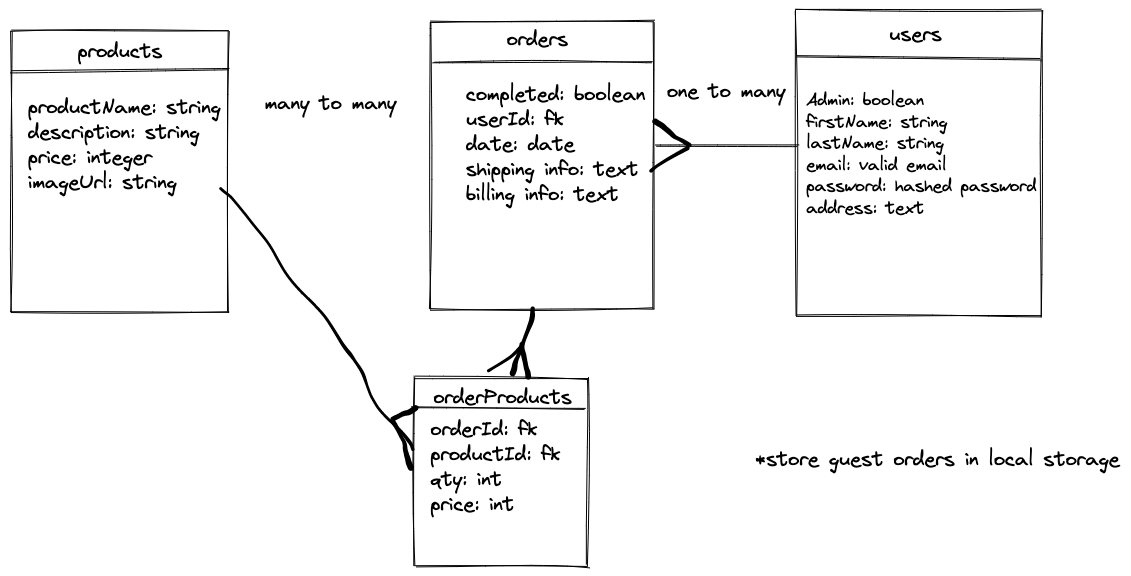 products
productName: string
description: string
price: integer
imageUrl: string
many to many
orders
completed: boolean
userId: fk
date: date
shipping info: text
billing info: text
one to many
users
Admin: boolean
firstName: string
lastName: string
email: valid email
password: hashed password
address: text
orderProducts
orderId: fk
productId: fk
qty: int
price: int
*store guest orders in local storage